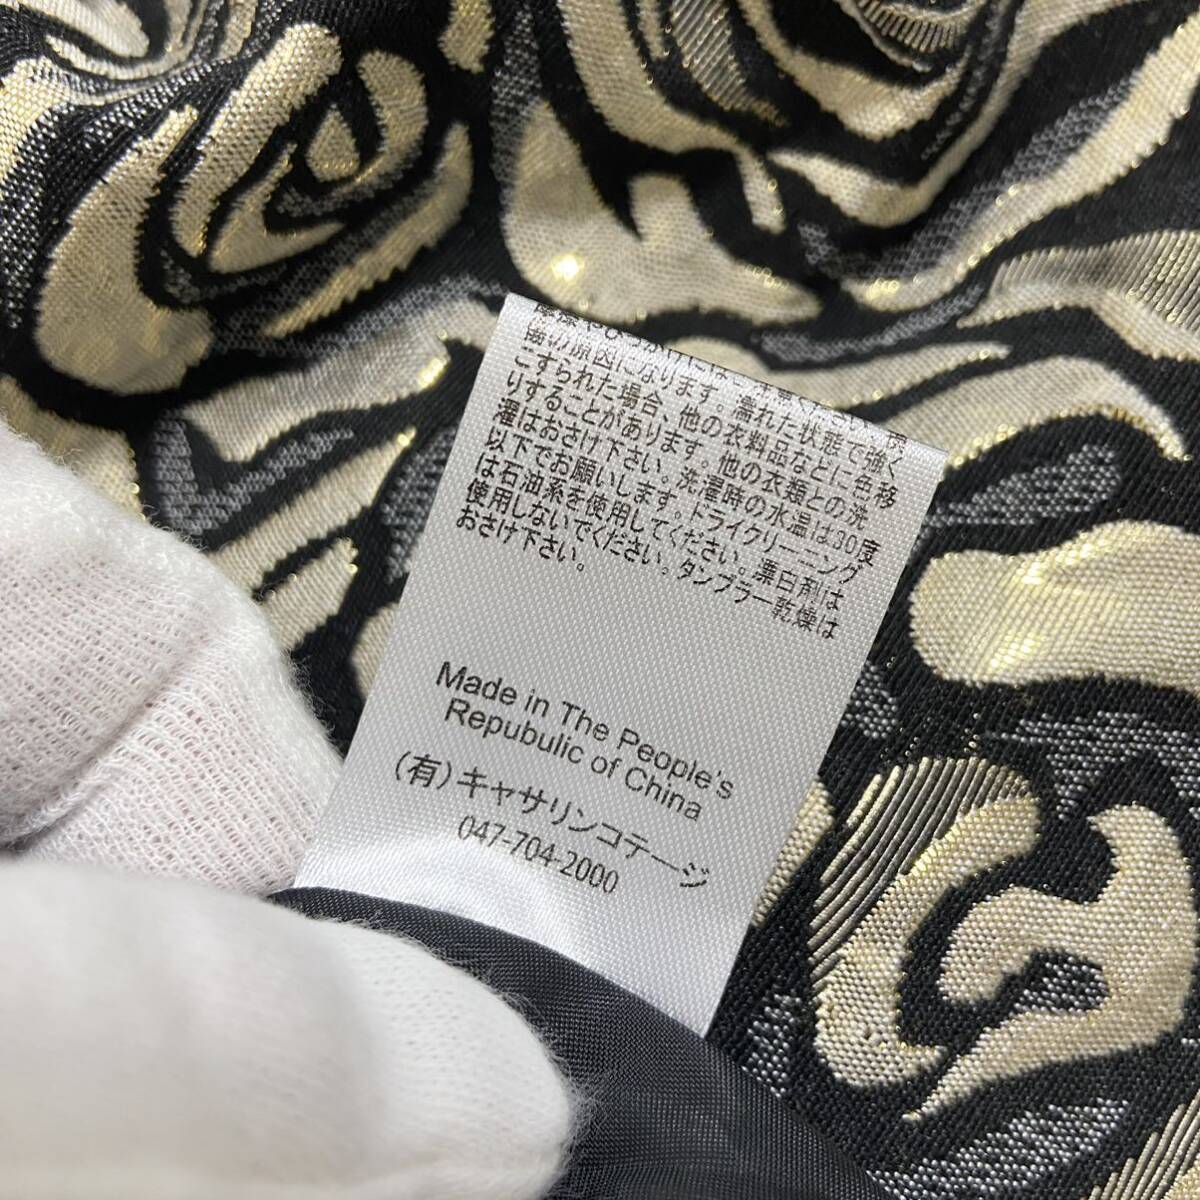 傷の原因になります。濡れた状態で強く
こすられた場合、他の衣料品などに色移
りすることがあります。他の衣類との洗
濯はおさけ下さい。洗濯時の水温は30度
以下でお願いします。ドライクリーニング
は石油系を使用してください。漂白剤は
使用しないでください。タンブラー乾燥は
おさけ下さい。
Made in The People's
Repubulic of China
(有)キャサリンコテージ
047-704-2000